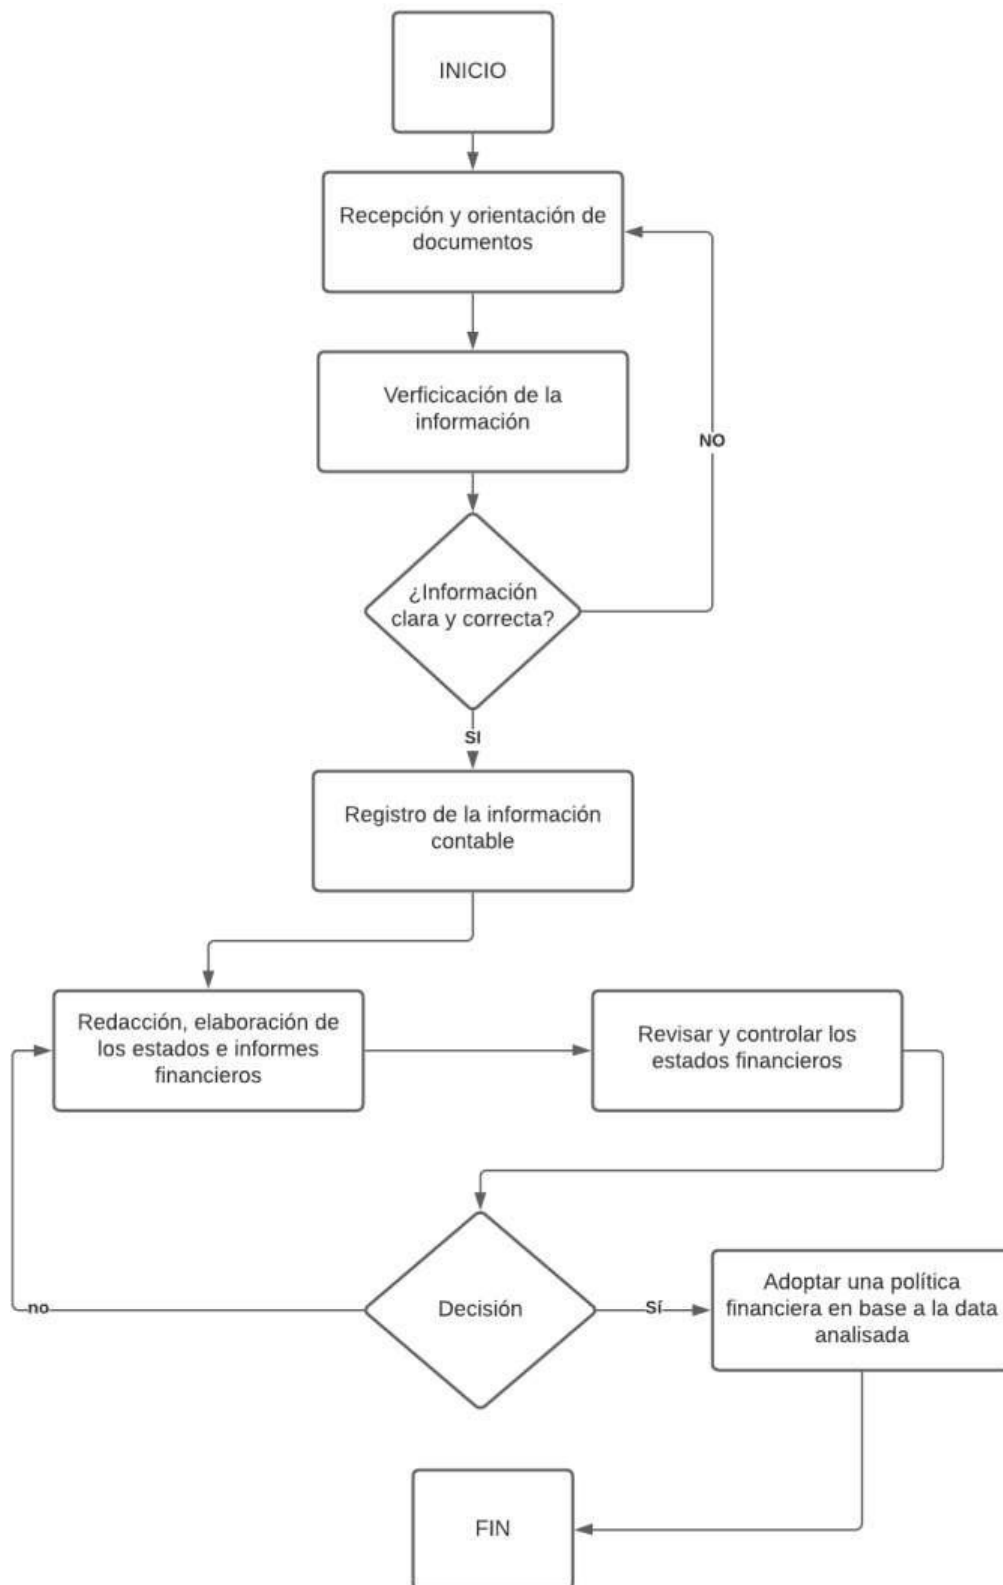 INICIO
Recepción y orientación de
documentos
Verficicación de la
información
NO
¿Información
clara y correcta?
SI
Registro de la información
contable
Redacción, elaboración de
los estados e informes
financieros
Revisar y controlar los
estados financieros
Decisión
no
Sí
Adoptar una política
financiera en base a la data
analisada
FIN